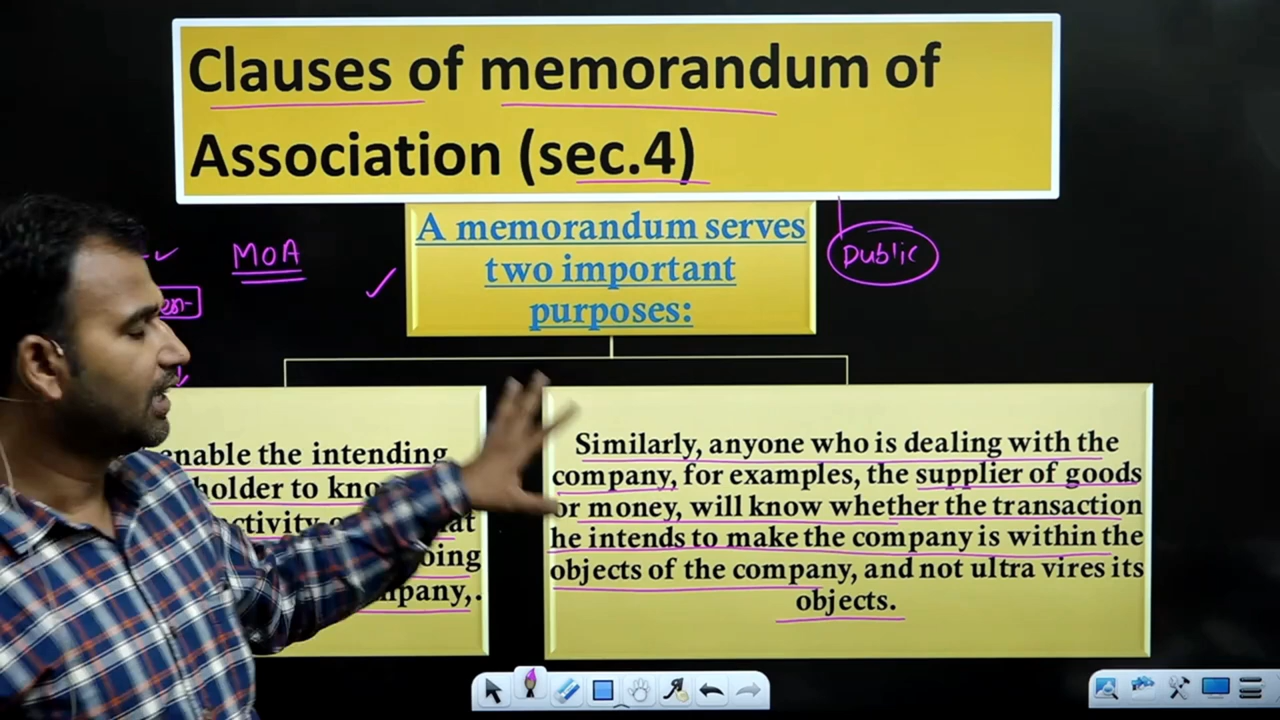 Clauses of memorandum of
Association (sec.4)
A memorandum serves
two important
purposes:
MoA
Public
enable the intending
holder to
oing
Similarly, anyone who is dealing with the
company, for examples, the supplier of goods
or money, will know whether the transaction
he intends to make the company is within the
objects of the company, and not ultra vires its
objects.